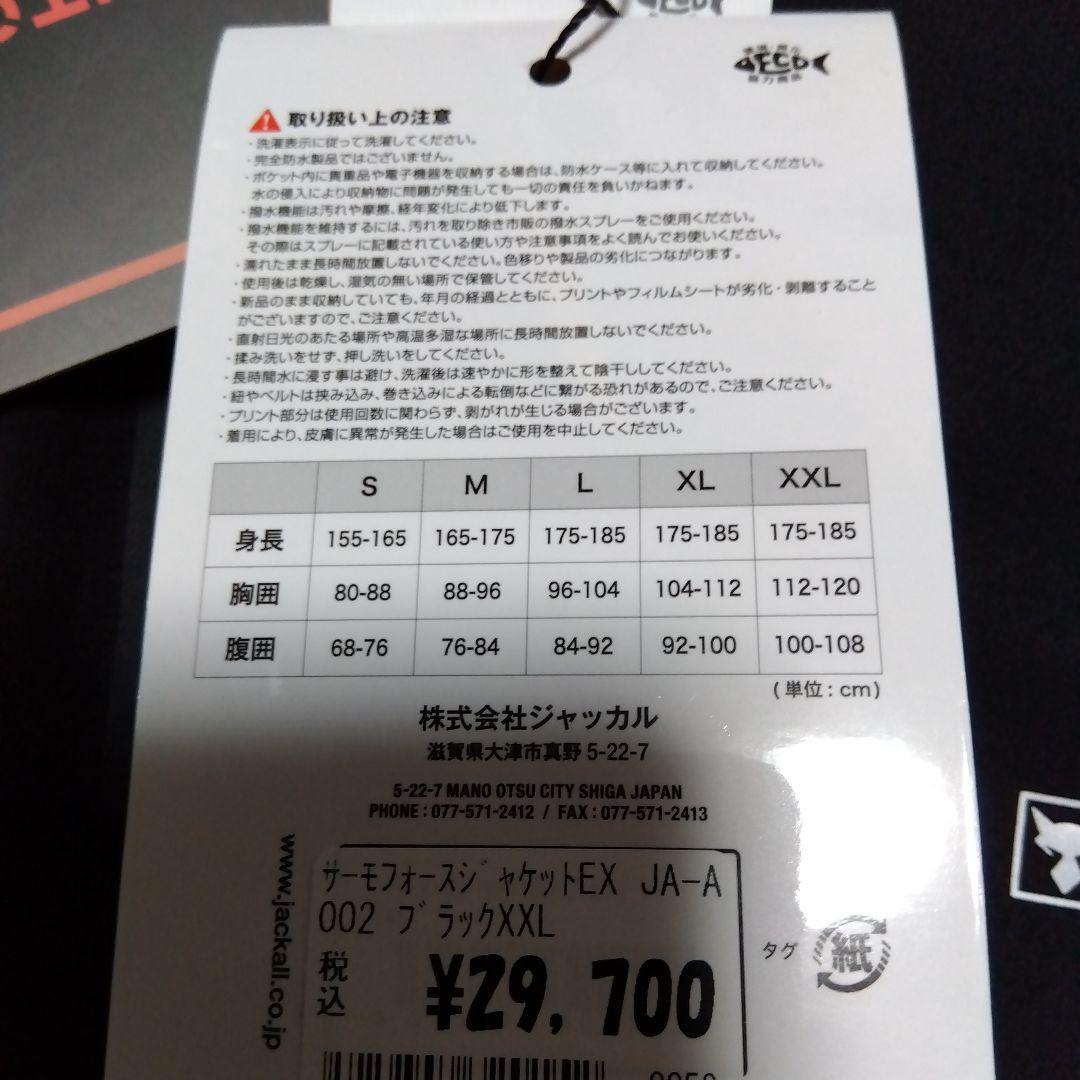 ECO
協力商品
取り扱い上の注意
・洗濯表示に従って洗濯してください。
・完全防水製品ではございません。
・ポケット内に貴重品や電子機器を収納する場合は、防水ケース等に入れて収納してください。
水の侵入により収納物に問題が発生しても一切の責任を負いかねます。
・撥水機能は汚れや摩擦、経年変化により低下します。
・撥水機能を維持するには、汚れを取り除き市販の撥水スプレーをご使用ください。
その際はスプレーに記載されている使い方や注意事項をよく読んでお使いください。
・濡れたまま長時間放置しないでください。色移りや製品の劣化につながります。
・使用後は乾燥し、湿気の無い場所で保管してください。
・新品のまま収納していても、年月の経過とともに、プリントやフィルムシートが劣化・剥離すること
がございますので、ご注意ください。
・直射日光のあたる場所や高温多湿な場所に長時間放置しないでください。
・揉み洗いをせず、押し洗いをしてください。
・長時間水に浸す事は避け、洗濯後は速やかに形を整えて陰干ししてください。
・紐やベルトは挟み込み、巻き込みによる転倒などに繋がる恐れがあるので、ご注意ください。
・プリント部分は使用回数に関わらず、剥がれが生じる場合がございます。
・着用により、皮膚に異常が発生した場合はご使用を中止してください。
S M L XL XXL
身長 155-165 165-175 175-185 175-185 175-185
胸囲 80-88 88-96 96-104 104-112 112-120
腹囲 68-76 76-84 84-92 92-100 100-108
(単位:cm)
株式会社ジャッカル
滋賀県大津市真野 5-22-7
5-22-7 MANO OTSU CITY SHIGA JAPAN
PHONE : 077-571-2412 / FAX : 077-571-2413
www.jackall.co.jp
ｻｰﾓﾌｫｰｽｼﾞｬｹｯﾄEX JA-A
002 ﾌﾞﾗｯｸXXL
税込 ¥29,700
タグ 紙